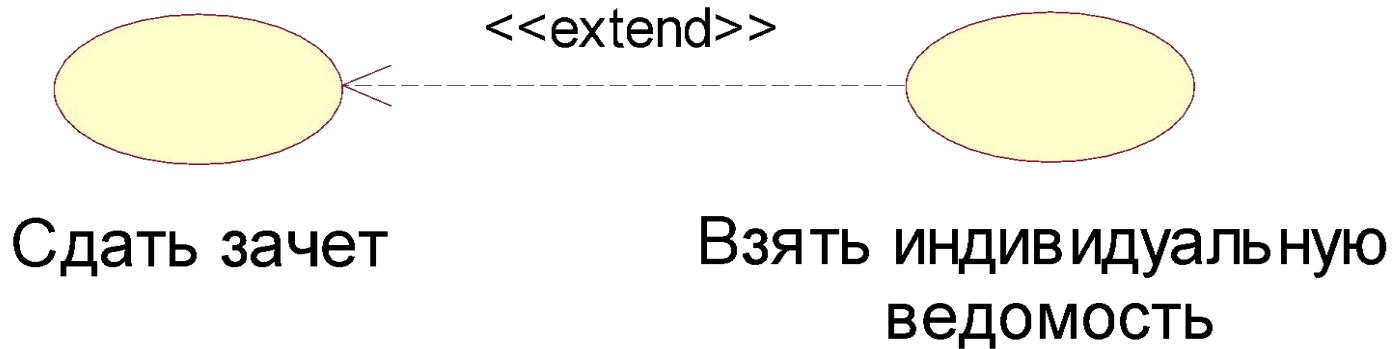 <<extend>>
Сдать зачет
Взять индивидуальную
ведомость